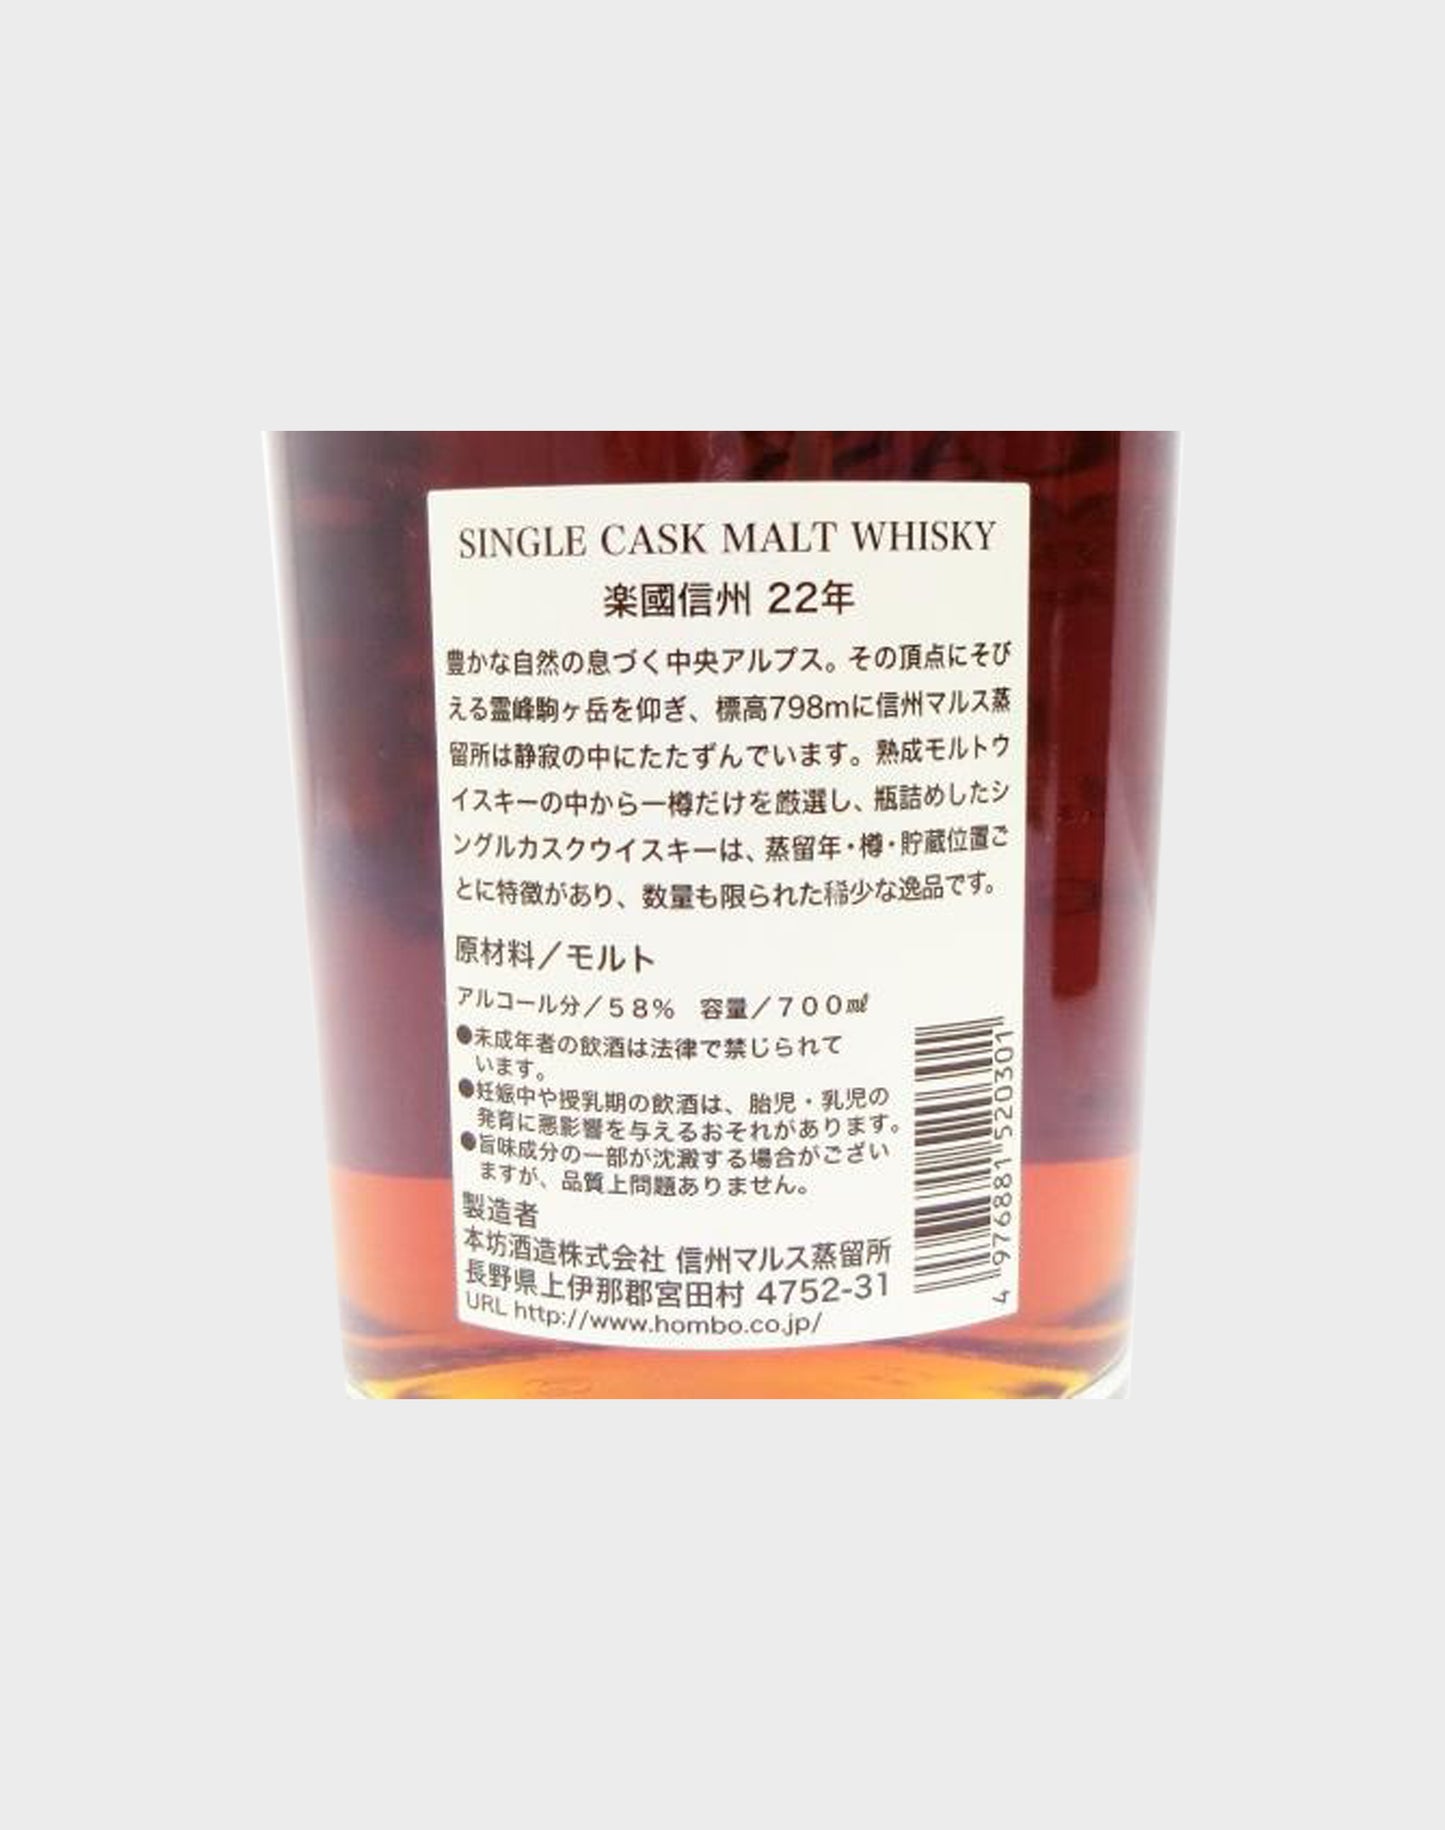 SINGLE CASK MALT WHISKY
楽國信州 22年
豊かな自然の息づく中央アルプス。その頂点にそび
える霊峰駒ヶ岳を仰ぎ、標高798mに信州マルス蒸
留所は静寂の中にたたずんでいます。熟成モルトウ
イスキーの中から一樽だけを厳選し、瓶詰めしたシ
ングルカスクウイスキーは、蒸留年・樽・貯蔵位置ご
とに特徴があり、数量も限られた稀少な逸品です。
原材料／モルト
アルコール分／５８％　容量／７００㎖
●未成年者の飲酒は法律で禁じられて
います。
●妊娠中や授乳期の飲酒は、胎児・乳児の
発育に悪影響を与えるおそれがあります。
●旨味成分の一部が沈澱する場合がござい
ますが、品質上問題ありません。
製造者
本坊酒造株式会社 信州マルス蒸留所
長野県上伊那郡宮田村 4752-31
URL http://www.hombo.co.jp/
4 976881 520301